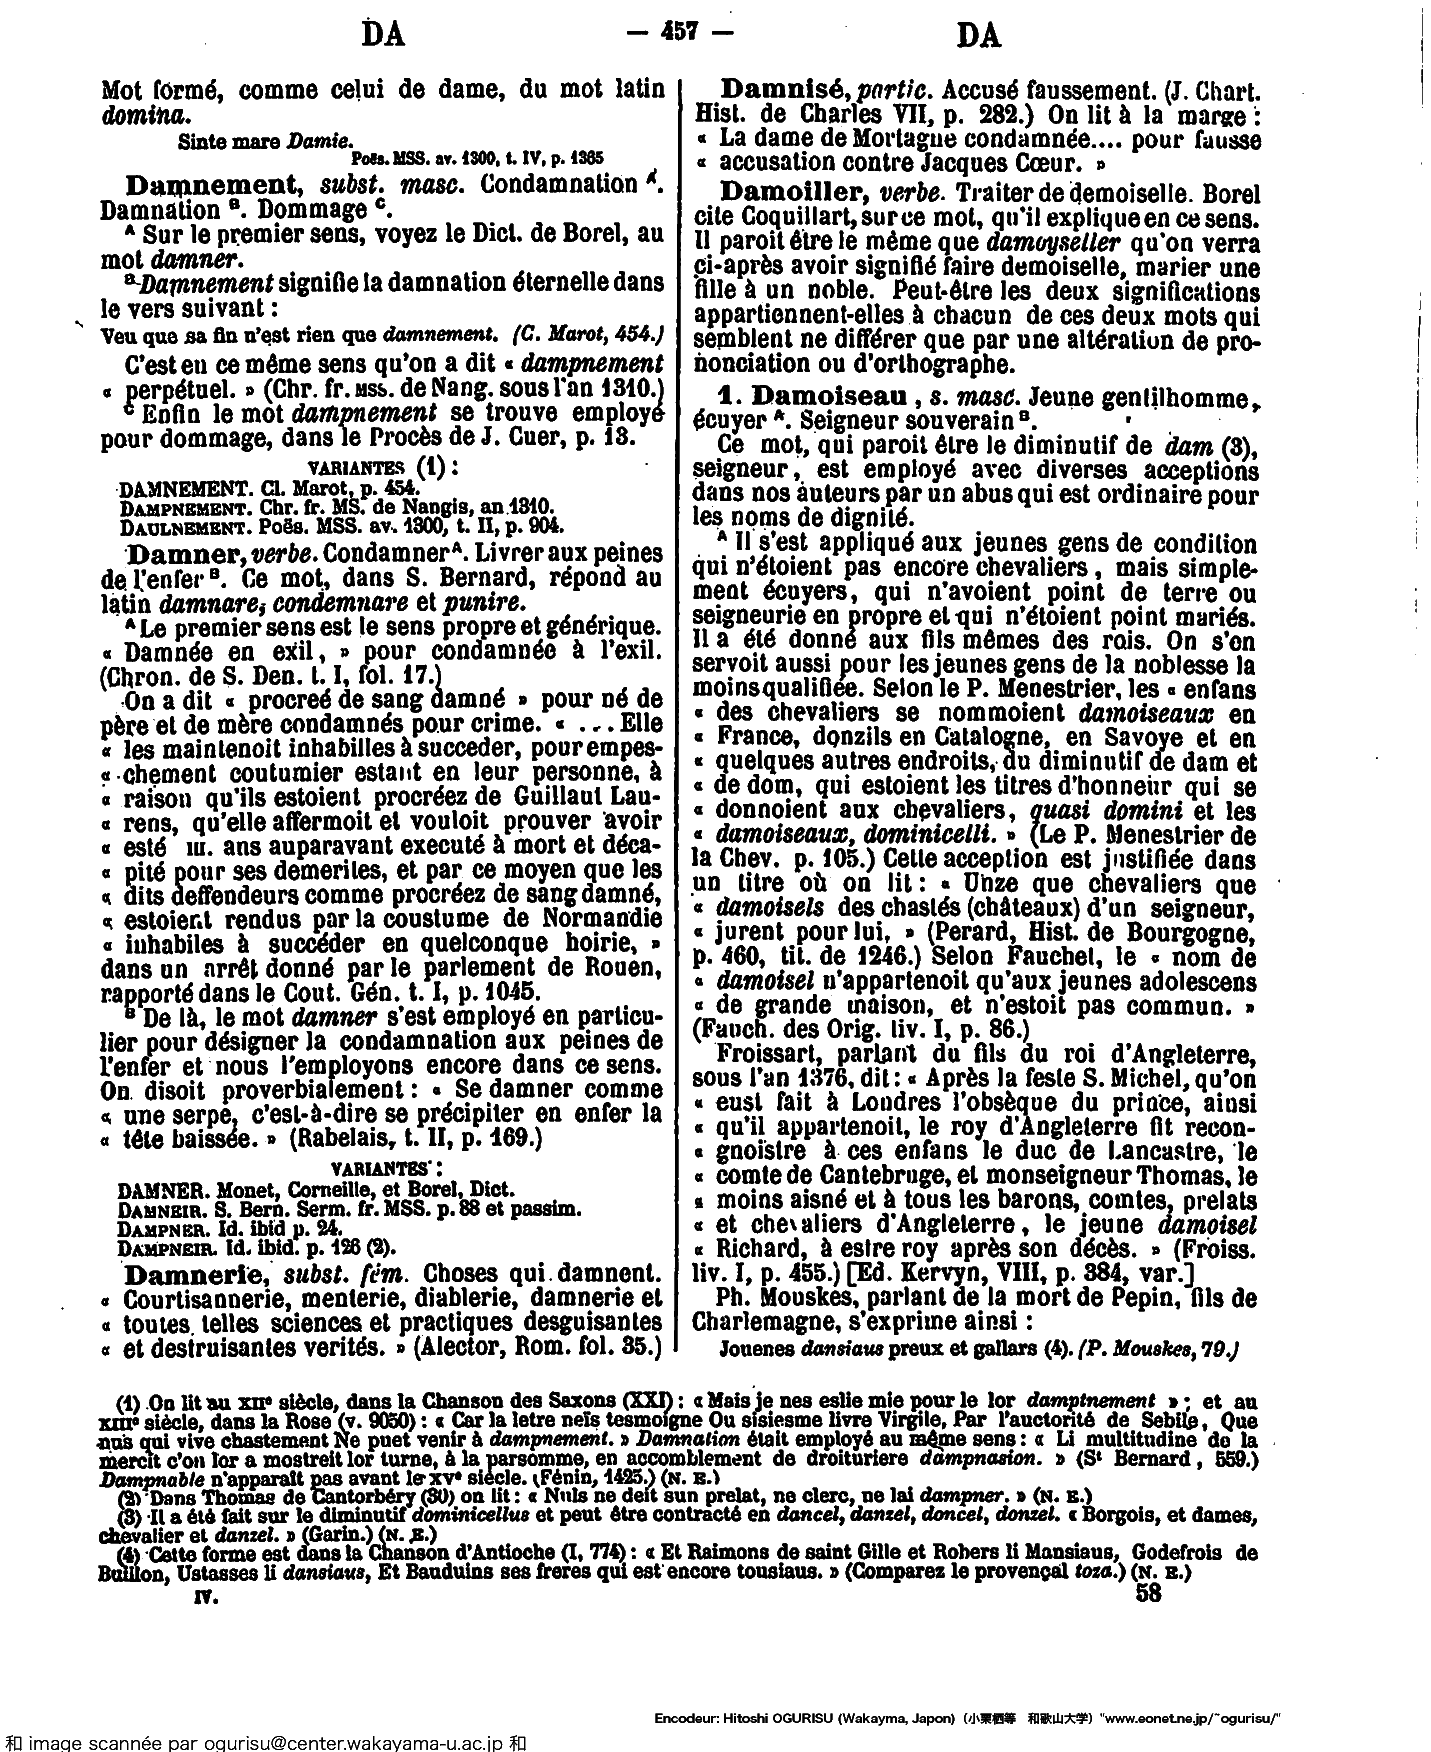 DA — 457 — DA
Mot formé, comme celui de dame, du mot latin
domina.
Sinte mare Damie.
Poës. MSS. av. 1300, t. IV, p. 1365
Damnement, subst. masc. Condamnation A.
Damnation B. Dommage C.
A Sur le premier sens, voyez le Dict. de Borel, au
mot damner.
B Damnement signifie la damnation éternelle dans
le vers suivant :
Veu que sa fin n'est rien que damnement. (C. Marot, 454.)
C'est en ce même sens qu'on a dit « dampnement
« perpétuel. » (Chr. fr. MSS. de Nang. sous l'an 1310.)
C Enfin le mot dampnement se trouve employé
pour dommage, dans le Procès de J. Cuer, p. 13.
VARIANTES (1) :
DAMNEMENT. Cl. Marot, p. 454.
DAMPNEMENT. Chr. fr. MS. de Nangis, an 1310.
DAULNEMENT. Poës. MSS. av. 1300, t. II, p. 904.
Damner, verbe. Condamner A. Livrer aux peines
de l'enfer B. Ce mot, dans S. Bernard, répond au
latin damnare, condemnare et punire.
A Le premier sens est le sens propre et générique.
« Damnée en exil, » pour condamnée à l'exil.
(Chron. de S. Den. t. I, fol. 17.)
On a dit « procreé de sang damné » pour né de
père et de mère condamnés pour crime. « ... Elle
« les maintenoit inhabilles à succeder, pour empes-
« chement coutumier estant en leur personne, à
« raison qu'ils estoient procréez de Guillaut Lau-
« rens, qu'elle affermoit et vouloit prouver avoir
« esté III. ans auparavant executé à mort et déca-
« pité pour ses demerites, et par ce moyen que les
« dits deffendeurs comme procréez de sang damné,
« estoient rendus par la coustume de Normandie
« inhabiles à succéder en quelconque hoirie, »
dans un arrêt donné par le parlement de Rouen,
rapporté dans le Cout. Gén. t. I, p. 1045.
B De là, le mot damner s'est employé en particu-
lier pour désigner la condamnation aux peines de
l'enfer et nous l'employons encore dans ce sens.
On disoit proverbialement : « Se damner comme
« une serpe, c'est-à-dire se précipiter en enfer la
« tête baissée. » (Rabelais, t. II, p. 169.)
VARIANTES :
DAMNER. Monet, Corneille, et Borel, Dict.
DAMNEIR. S. Bern. Serm. fr. MSS. p. 88 et passim.
DAMPNER. Id. ibid p. 24.
DAMPNEIR. Id. ibid. p. 126 (2).
Damnerie, subst. fém. Choses qui damnent.
« Courtisannerie, menterie, diablerie, damnerie et
« toutes telles sciences et practiques desguisantes
« et destruisantes verités. » (Alector, Rom. fol. 35.)
Damnisé, partic. Accusé faussement. (J. Chart.
Hist. de Charles VII, p. 282.) On lit à la marge :
« La dame de Mortagne condamnée.... pour fausse
« accusation contre Jacques Cœur. »
Damoiller, verbe. Traiter de demoiselle. Borel
cite Coquillart, sur ce mot, qu'il explique en ce sens.
Il paroit être le même que damoyseller qu'on verra
ci-après avoir signifié faire demoiselle, marier une
fille à un noble. Peut-être les deux significations
appartiennent-elles à chacun de ces deux mots qui
semblent ne différer que par une altération de pro-
nonciation ou d'orthographe.
1. Damoiseau, s. masc. Jeune gentilhomme,
écuyer A. Seigneur souverain B.
Ce mot, qui paroit être le diminutif de dam (3),
seigneur, est employé avec diverses acceptions
dans nos auteurs par un abus qui est ordinaire pour
les noms de dignité.
A Il s'est appliqué aux jeunes gens de condition
qui n'étoient pas encore chevaliers, mais simple-
ment écuyers, qui n'avoient point de terre ou
seigneurie en propre et qui n'étoient point mariés.
Il a été donné aux fils mêmes des rois. On s'en
servoit aussi pour les jeunes gens de la noblesse la
moins qualifiée. Selon le P. Menestrier, les « enfans
« des chevaliers se nommoient damoiseaux en
« France, donzils en Catalogne, en Savoye et en
« quelques autres endroits, du diminutif de dam et
« de dom, qui estoient les titres d'honneur qui se
« donnoient aux chevaliers, quasi domini et les
« damoiseaux, dominicelli. » (Le P. Menestrier de
la Chev. p. 105.) Cette acception est justifiée dans
un titre où on lit : « Unze que chevaliers que
« damoisels des chastés (châteaux) d'un seigneur,
« jurent pour lui, » (Perard, Hist. de Bourgogne,
p. 460, tit. de 1246.) Selon Fauchet, le « nom de
« damoisel n'appartenoit qu'aux jeunes adolescens
« de grande maison, et n'estoit pas commun. »
(Fauch. des Orig. liv. I, p. 86.)
Froissart, parlant du fils du roi d'Angleterre,
sous l'an 1376, dit : « Après la feste S. Michel, qu'on
« eust fait à Londres l'obsèque du prince, ainsi
« qu'il appartenoit, le roy d'Angleterre fit recon-
« gnoistre à ces enfans le duc de Lancastre, le
« comte de Cantebruge, et monseigneur Thomas, le
« moins aisné et à tous les barons, comtes, prelats
« et chevaliers d'Angleterre, le jeune damoisel
« Richard, à estre roy après son décès. » (Froiss.
liv. I, p. 455.) [Ed. Kervyn, VIII, p. 384, var.]
Ph. Mouskes, parlant de la mort de Pepin, fils de
Charlemagne, s'exprime ainsi :
Jouenes dansiaus preux et gallars (4). (P. Mouskes, 79.)
(1) On lit au XIIe siècle, dans la Chanson des Saxons (XXI) : « Mais je nes eslie mie pour le lor damptnement » ; et au
XIIIe siècle, dans la Rose (v. 9050) : « Car la letre neïs tesmoigne Ou sisiesme livre Virgile, Par l'auctorité de Sebile, Que
nus qui vive chastement Ne puet venir à dampnement. » Damnation était employé au même sens : « Li multitudine de la
mercit c'on lor a mostreit lor turne, à la parsomme, en accomblement de droituriere dampnasion. » (St Bernard, 559.)
Dampnable n'apparaît pas avant le XVe siècle. (Fénin, 1425.) (N. E.)
(2) Dans Thomas de Cantorbéry (30) on lit : « Nuls ne deit sun prelat, ne clerc, ne lai dampner. » (N. E.)
(3) Il a été fait sur le diminutif dominicellus et peut être contracté en dancel, danzel, doncel, donzel. « Borgois, et dames,
chevalier et danzel. » (Garin.) (N. E.)
(4) Cette forme est dans la Chanson d'Antioche (I, 774) : « Et Raimons de saint Gille et Robers li Mansiaus, Godefrois de
Buillon, Ustasses li dansiaus, Et Bauduins ses freres qui est encore tousiaus. » (Comparez le provençal toza.) (N. E.)
IV. 58
Encodeur: Hitoshi OGURISU (Wakayma, Japon)（小栗栖等　和歌山大学）"www.eonet.ne.jp/~ogurisu/"
和 image scannée par ogurisu@center.wakayama-u.ac.jp 和